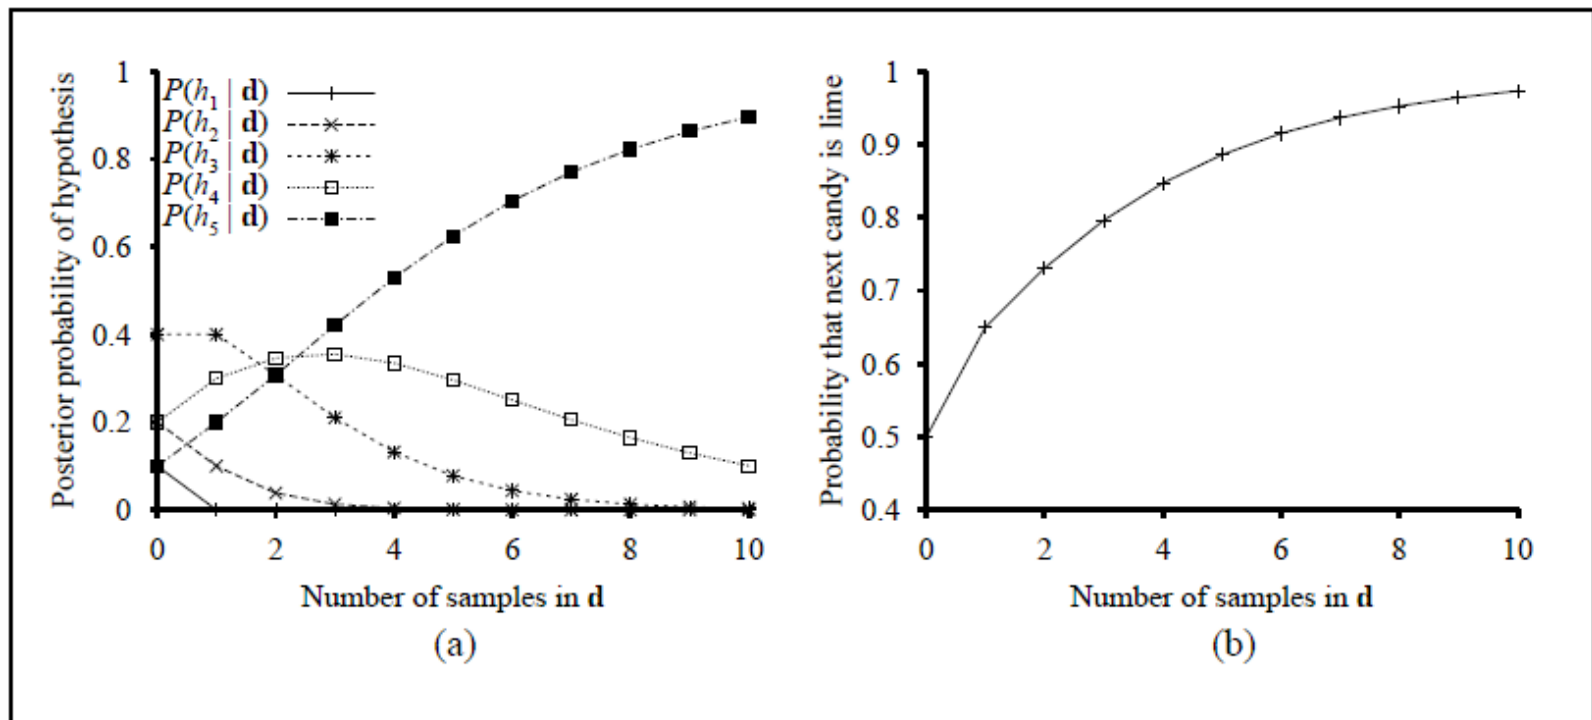 Posterior probability of hypothesis
1
0.8
0.6
0.4
0.2
0
P(h₁ | d)
P(h₂ | d)
P(h₃ | d)
P(h₄ | d)
P(h₅ | d)
0 2 4 6 8 10
Number of samples in d
(a)
Probability that next candy is lime
1
0.9
0.8
0.7
0.6
0.5
0.4
0 2 4 6 8 10
Number of samples in d
(b)